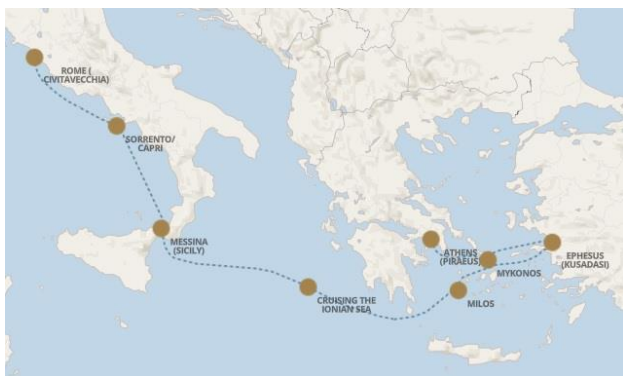 ROME (
CIVITAVECCHIA)
SORRENTO/
CAPRI
MESSINA
(SICILY)
CRUISING THE
IONIAN SEA
ATHENS
(PIRAEUS)
MYKONOS
MILOS
EPHESUS
(KUSADASI)